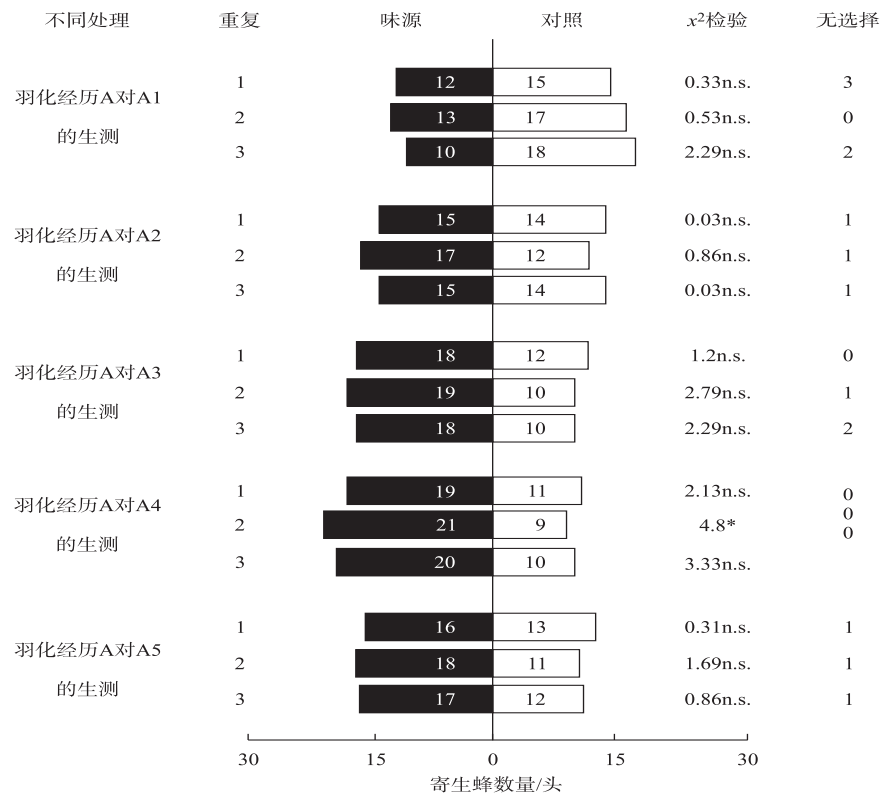 不同处理 重复 味源 对照 x²检验 无选择
羽化经历A对A1
的生测
1 12 15 0.33n.s. 3
2 13 17 0.53n.s. 0
3 10 18 2.29n.s. 2
羽化经历A对A2
的生测
1 15 14 0.03n.s. 1
2 17 12 0.86n.s. 1
3 15 14 0.03n.s. 1
羽化经历A对A3
的生测
1 18 12 1.2n.s. 0
2 19 10 2.79n.s. 1
3 18 10 2.29n.s. 2
羽化经历A对A4
的生测
1 19 11 2.13n.s. 0
2 21 9 4.8* 0
3 20 10 3.33n.s. 0
羽化经历A对A5
的生测
1 16 13 0.31n.s. 1
2 18 11 1.69n.s. 1
3 17 12 0.86n.s. 1
30 15 0 15 30
寄生蜂数量/头